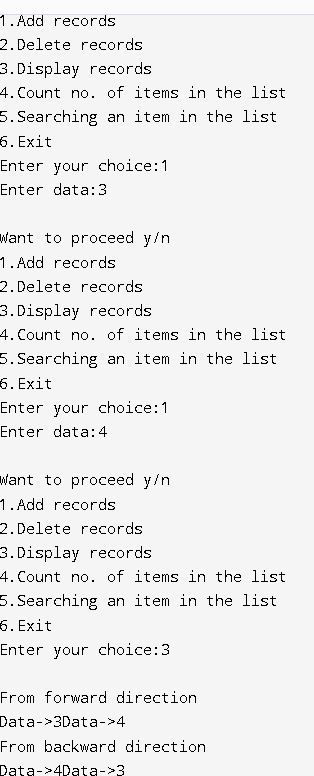 1.Add records
2.Delete records
3.Display records
4.Count no. of items in the list
5.Searching an item in the list
6.Exit
Enter your choice:1
Enter data:3
Want to proceed y/n
1.Add records
2.Delete records
3.Display records
4.Count no. of items in the list
5.Searching an item in the list
6.Exit
Enter your choice:1
Enter data:4
Want to proceed y/n
1.Add records
2.Delete records
3.Display records
4.Count no. of items in the list
5.Searching an item in the list
6.Exit
Enter your choice:3
From forward direction
Data->3Data->4
From backward direction
Data->4Data->3